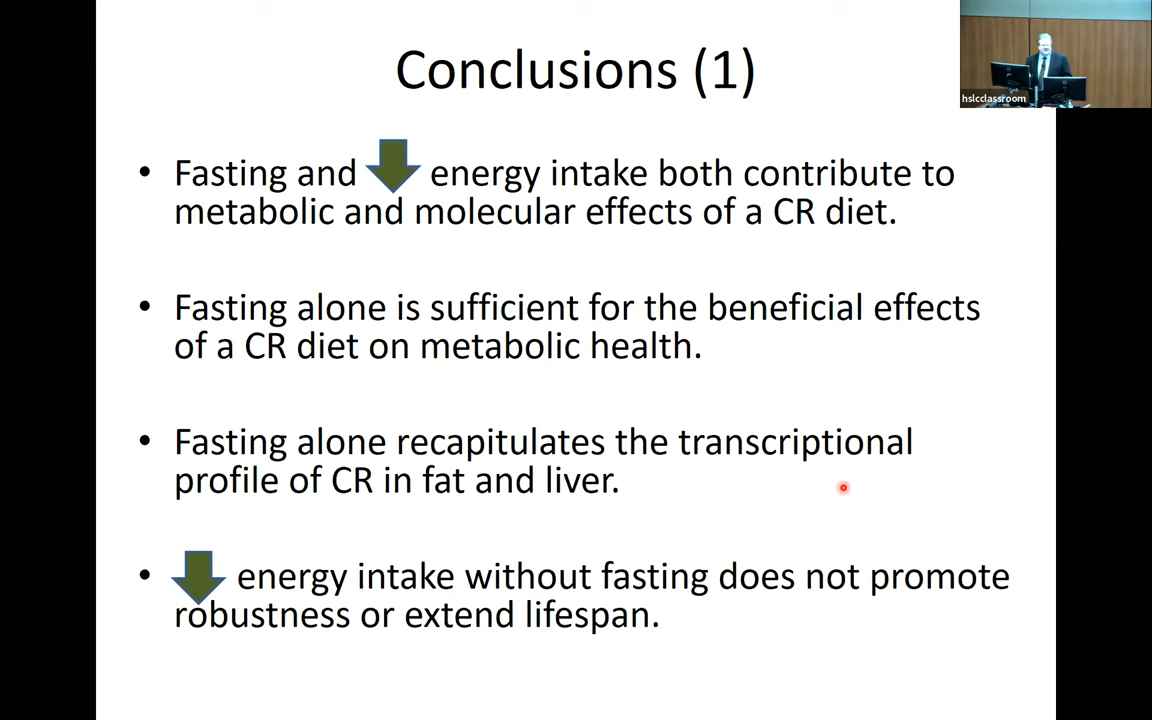 Conclusions (1)
hslcclassroom
• Fasting and energy intake both contribute to
metabolic and molecular effects of a CR diet.
• Fasting alone is sufficient for the beneficial effects
of a CR diet on metabolic health.
• Fasting alone recapitulates the transcriptional
profile of CR in fat and liver.
• energy intake without fasting does not promote
robustness or extend lifespan.